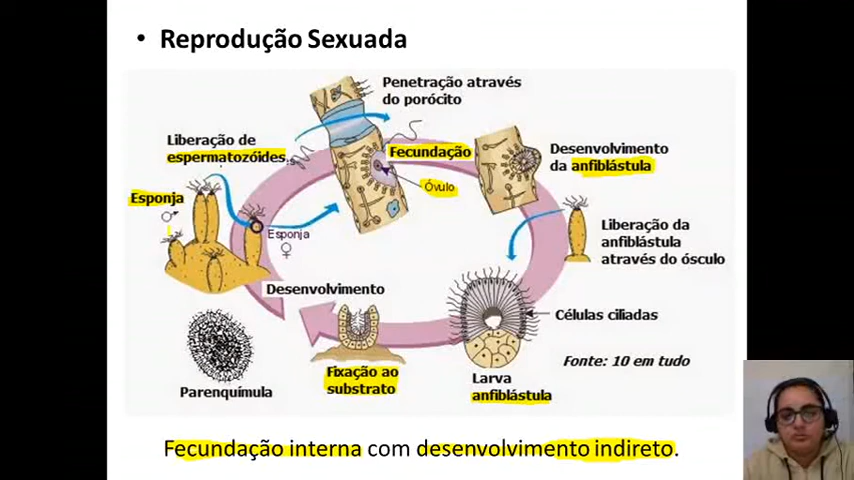 • Reprodução Sexuada
Penetração através
do porócito
Liberação de
espermatozóides
Fecundação
Desenvolvimento
da anfiblástula
Óvulo
Esponja
♂
Esponja
♀
Liberação da
anfiblástula
através do ósculo
Desenvolvimento
Células ciliadas
Fonte: 10 em tudo
Fixação ao
substrato
Larva
anfiblástula
Parenquímula
Fecundação interna com desenvolvimento indireto.